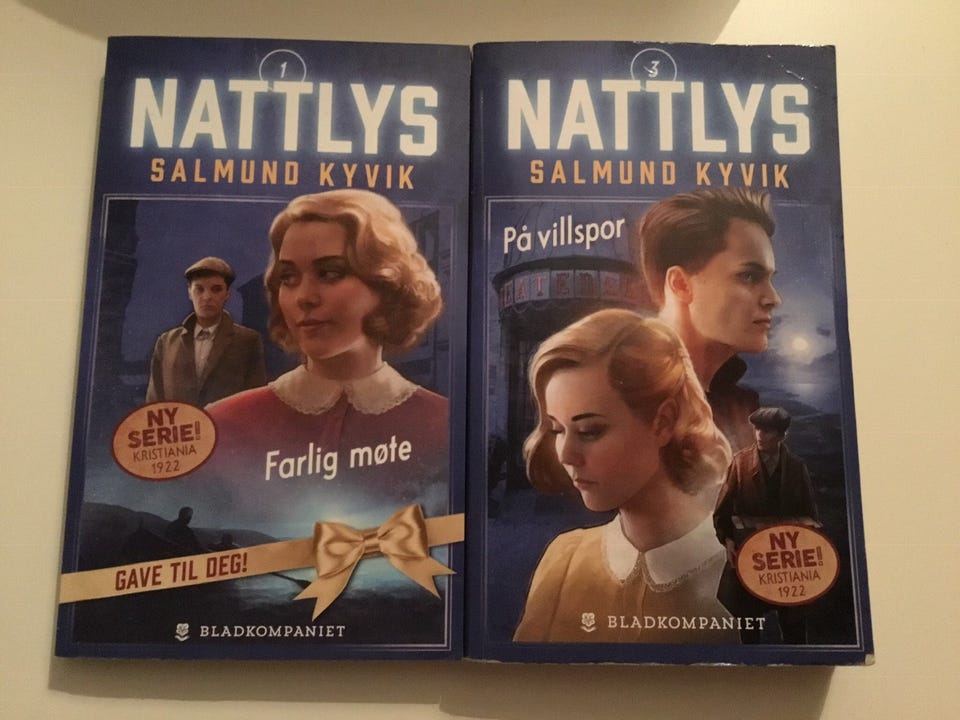 1
NATTLYS
SALMUND KYVIK
NY
SERIE!
KRISTIANIA
1922
Farlig møte
GAVE TIL DEG!
BLADKOMPANIET
3
NATTLYS
SALMUND KYVIK
På villspor
NY
SERIE!
KRISTIANIA
1922
BLADKOMPANIET